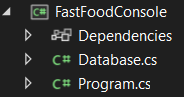 FastFoodConsole
Dependencies
C# Database.cs
C# Program.cs